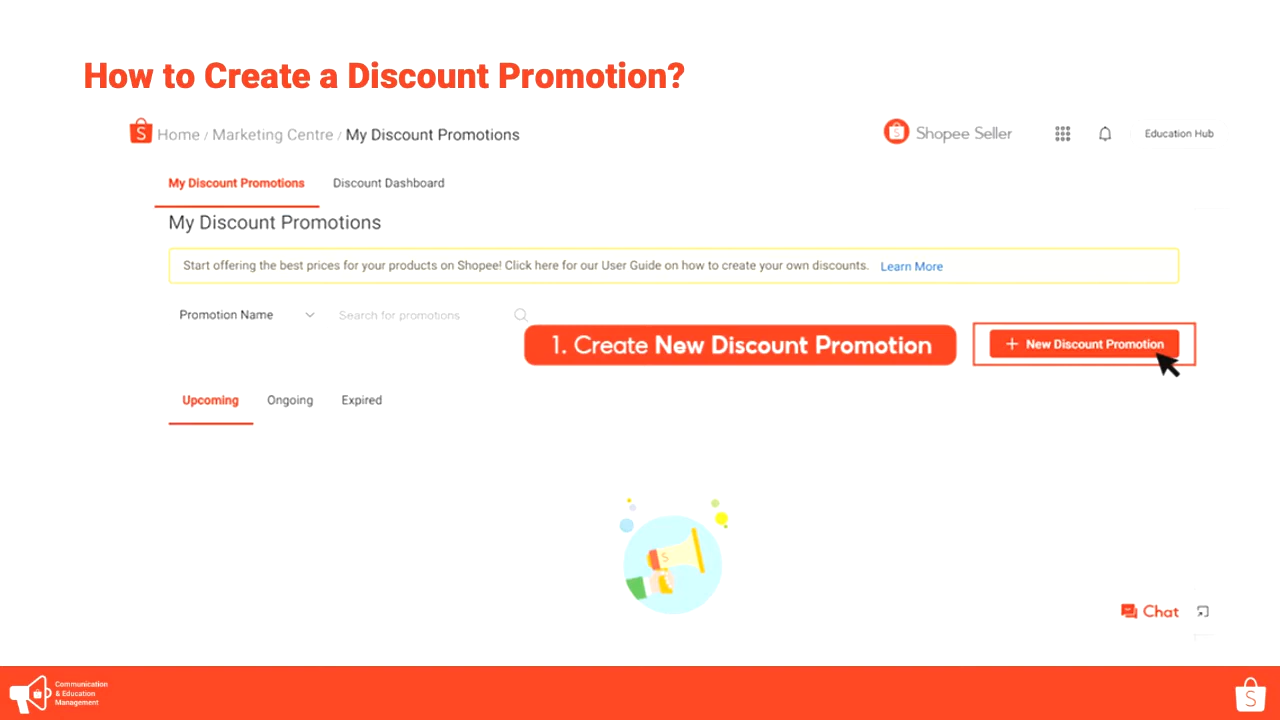 How to Create a Discount Promotion?
Home / Marketing Centre / My Discount Promotions
Shopee Seller
Education Hub
My Discount Promotions
Discount Dashboard
My Discount Promotions
Start offering the best prices for your products on Shopee! Click here for our User Guide on how to create your own discounts. Learn More
Promotion Name
Search for promotions
1. Create New Discount Promotion
+ New Discount Promotion
Upcoming
Ongoing
Expired
Chat
Communication
& Education
Management